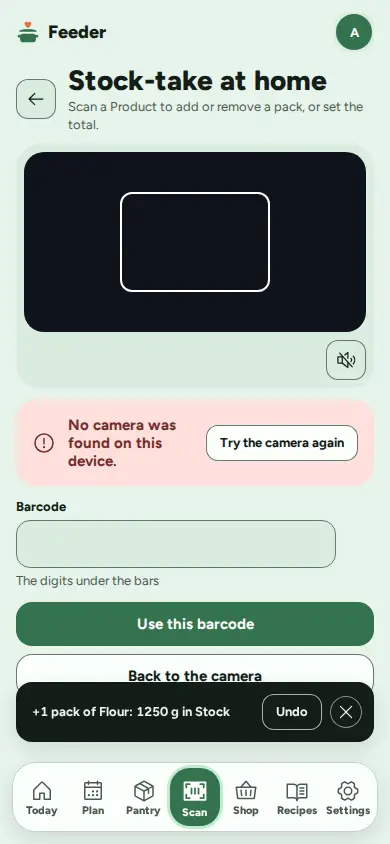 Feeder
A
Stock-take at home
Scan a Product to add or remove a pack, or set the
total.
No camera was
found on this
device.
Try the camera again
Barcode
The digits under the bars
Use this barcode
Back to the camera
+1 pack of Flour: 1250 g in Stock
Undo
Today
Plan
Pantry
Scan
Shop
Recipes
Settings